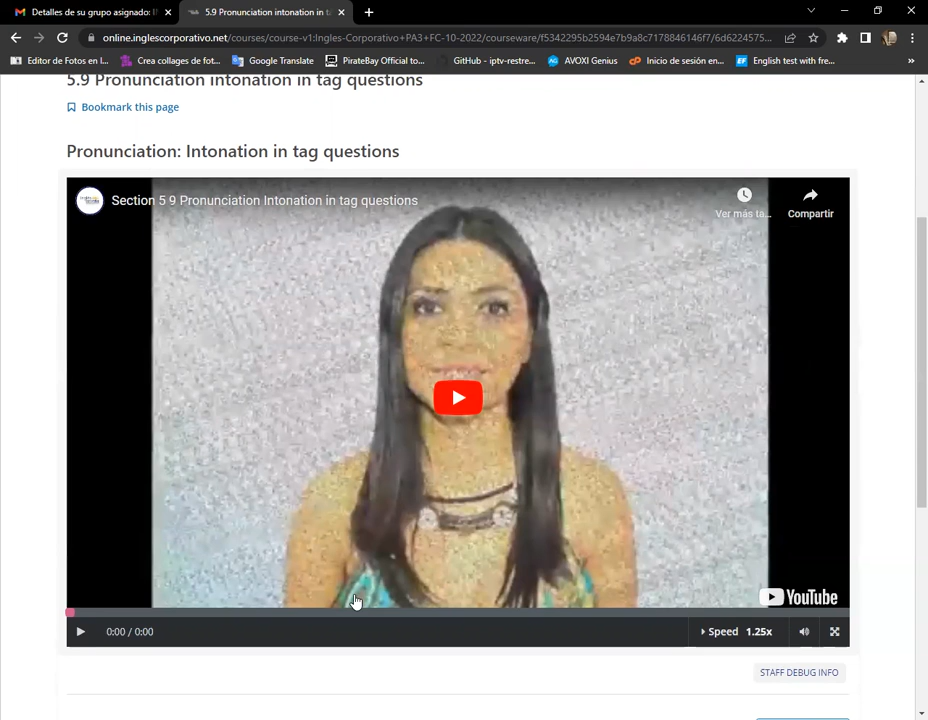 Detalles de su grupo asignado: I
5.9 Pronunciation intonation in t
online.inglescorporativo.net/courses/course-v1:Ingles-Corporativo+PA3+FC-10-2022/courseware/f5342295b2594e7b9a8c7178846146f7/6d6224575...
Editor de Fotos en l...
Crea collages de fot...
Google Translate
PirateBay Official to...
GitHub - iptv-restre...
AVOXI Genius
Inicio de sesión en...
English test with fre...
5.9 Pronunciation intonation in tag questions
Bookmark this page
Pronunciation: Intonation in tag questions
Section 5 9 Pronunciation Intonation in tag questions
Ver más ta...
Compartir
YouTube
0:00 / 0:00
Speed 1.25x
STAFF DEBUG INFO